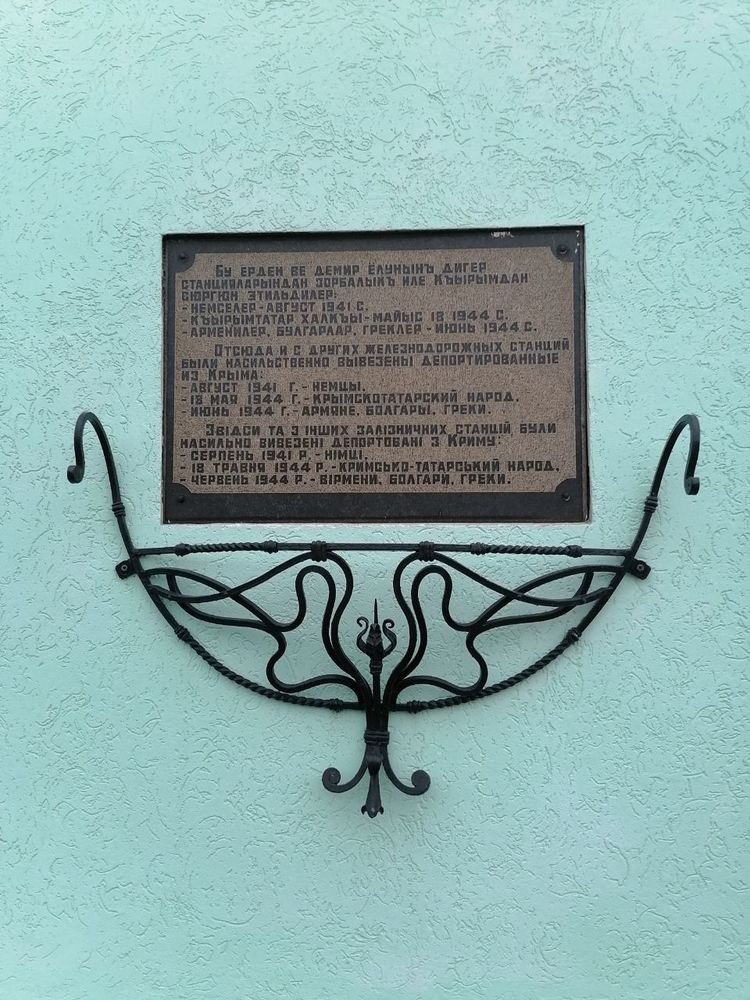 Бу ерден ве демир ёлунынъ дигер
станцияларындан зорбалыкъ иле Къырымдан
сюргюн этильдилер:
- немселер - август 1941 с.
- къырымтатар халкъы - майыс 18 1944 с.
- арменилер, булгарлар, греклер - июнь 1944 с.
Отсюда и с других железнодорожных станций
были насильственно вывезены депортированные
из Крыма:
- август 1941 г. - немцы.
- 18 мая 1944 г. - крымскотатарский народ.
- июнь 1944 г. - армяне, болгары, греки.
Звідси та з інших залізничних станцій були
насильно вивезені депортовані з Криму:
- серпень 1941 р. - німці.
- 18 травня 1944 р. - кримсько-татарський народ.
- червень 1944 р. - вірмени, болгари, греки.